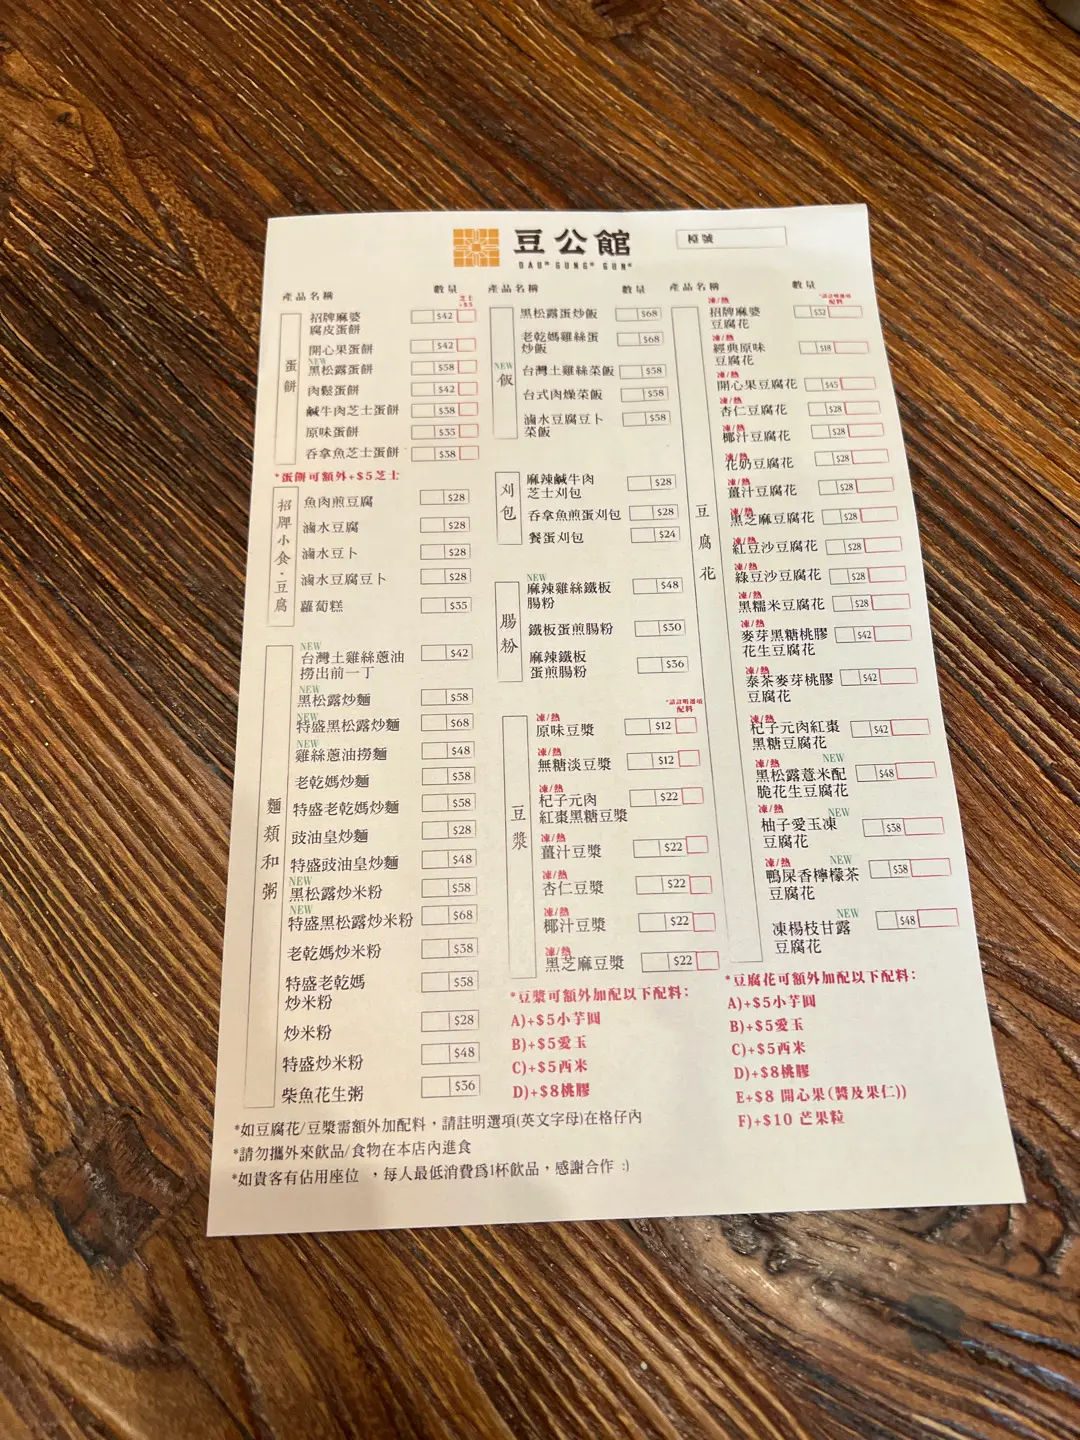 豆公館
DAU GUNG GUN
檯號
產品名稱
數量
芝士
+$5
蛋餅
招牌麻婆
腐皮蛋餅
$42
開心果蛋餅
$42
NEW
黑松露蛋餅
$58
肉鬆蛋餅
$42
鹹牛肉芝士蛋餅
$38
原味蛋餅
$35
吞拿魚芝士蛋餅
$38
*蛋餅可額外+$5芝士
招牌小食·豆腐
魚肉煎豆腐
$28
滷水豆腐
$28
滷水豆卜
$28
滷水豆腐豆卜
$28
蘿蔔糕
$35
麵類和粥
NEW
台灣土雞絲蔥油
撈出前一丁
$42
NEW
黑松露炒麵
$58
NEW
特盛黑松露炒麵
$68
NEW
雞絲蔥油撈麵
$48
老乾媽炒麵
$38
特盛老乾媽炒麵
$58
豉油皇炒麵
$28
特盛豉油皇炒麵
$48
NEW
黑松露炒米粉
$58
NEW
特盛黑松露炒米粉
$68
老乾媽炒米粉
$38
特盛老乾媽
炒米粉
$58
炒米粉
$28
特盛炒米粉
$48
柴魚花生粥
$36
產品名稱
數量
NEW
飯
黑松露蛋炒飯
$68
老乾媽雞絲蛋
炒飯
$68
台灣土雞絲菜飯
$58
台式肉燥菜飯
$58
滷水豆腐豆卜
菜飯
$58
刈包
麻辣鹹牛肉
芝士刈包
$28
吞拿魚煎蛋刈包
$28
餐蛋刈包
$24
腸粉
NEW
麻辣雞絲鐵板
腸粉
$48
鐵板蛋煎腸粉
$30
麻辣鐵板
蛋煎腸粉
$36
*請註明選項
配料
豆漿
凍/熱
原味豆漿
$12
凍/熱
無糖淡豆漿
$12
凍/熱
杞子元肉
紅棗黑糖豆漿
$22
凍/熱
薑汁豆漿
$22
凍/熱
杏仁豆漿
$22
凍/熱
椰汁豆漿
$22
凍/熱
黑芝麻豆漿
$22
*豆漿可額外加配以下配料：
A)+$5小芋圓
B)+$5愛玉
C)+$5西米
D)+$8桃膠
產品名稱
數量
*請註明選項
配料
豆腐花
凍/熱
招牌麻婆
豆腐花
$32
凍/熱
經典原味
豆腐花
$18
凍/熱
開心果豆腐花
$45
凍/熱
杏仁豆腐花
$28
凍/熱
椰汁豆腐花
$28
凍/熱
花奶豆腐花
$28
凍/熱
薑汁豆腐花
$28
凍/熱
黑芝麻豆腐花
$28
凍/熱
紅豆沙豆腐花
$28
凍/熱
綠豆沙豆腐花
$28
凍/熱
黑糯米豆腐花
$28
凍/熱
麥芽黑糖桃膠
花生豆腐花
$42
凍/熱
泰茶麥芽桃膠
豆腐花
$42
凍/熱
杞子元肉紅棗
黑糖豆腐花
$42
凍/熱 NEW
黑松露薏米配
脆花生豆腐花
$48
凍/熱 NEW
柚子愛玉凍
豆腐花
$38
凍/熱 NEW
鴨屎香檸檬茶
豆腐花
$38
NEW
凍楊枝甘露
豆腐花
$48
*豆腐花可額外加配以下配料：
A)+$5小芋圓
B)+$5愛玉
C)+$5西米
D)+$8桃膠
E+$8 開心果(醬及果仁))
F)+$10 芒果粒
*如豆腐花/豆漿需額外加配料，請註明選項(英文字母)在格仔內
*請勿攜外來飲品/食物在本店內進食
*如貴客有佔用座位 ，每人最低消費為1杯飲品，感謝合作 :)